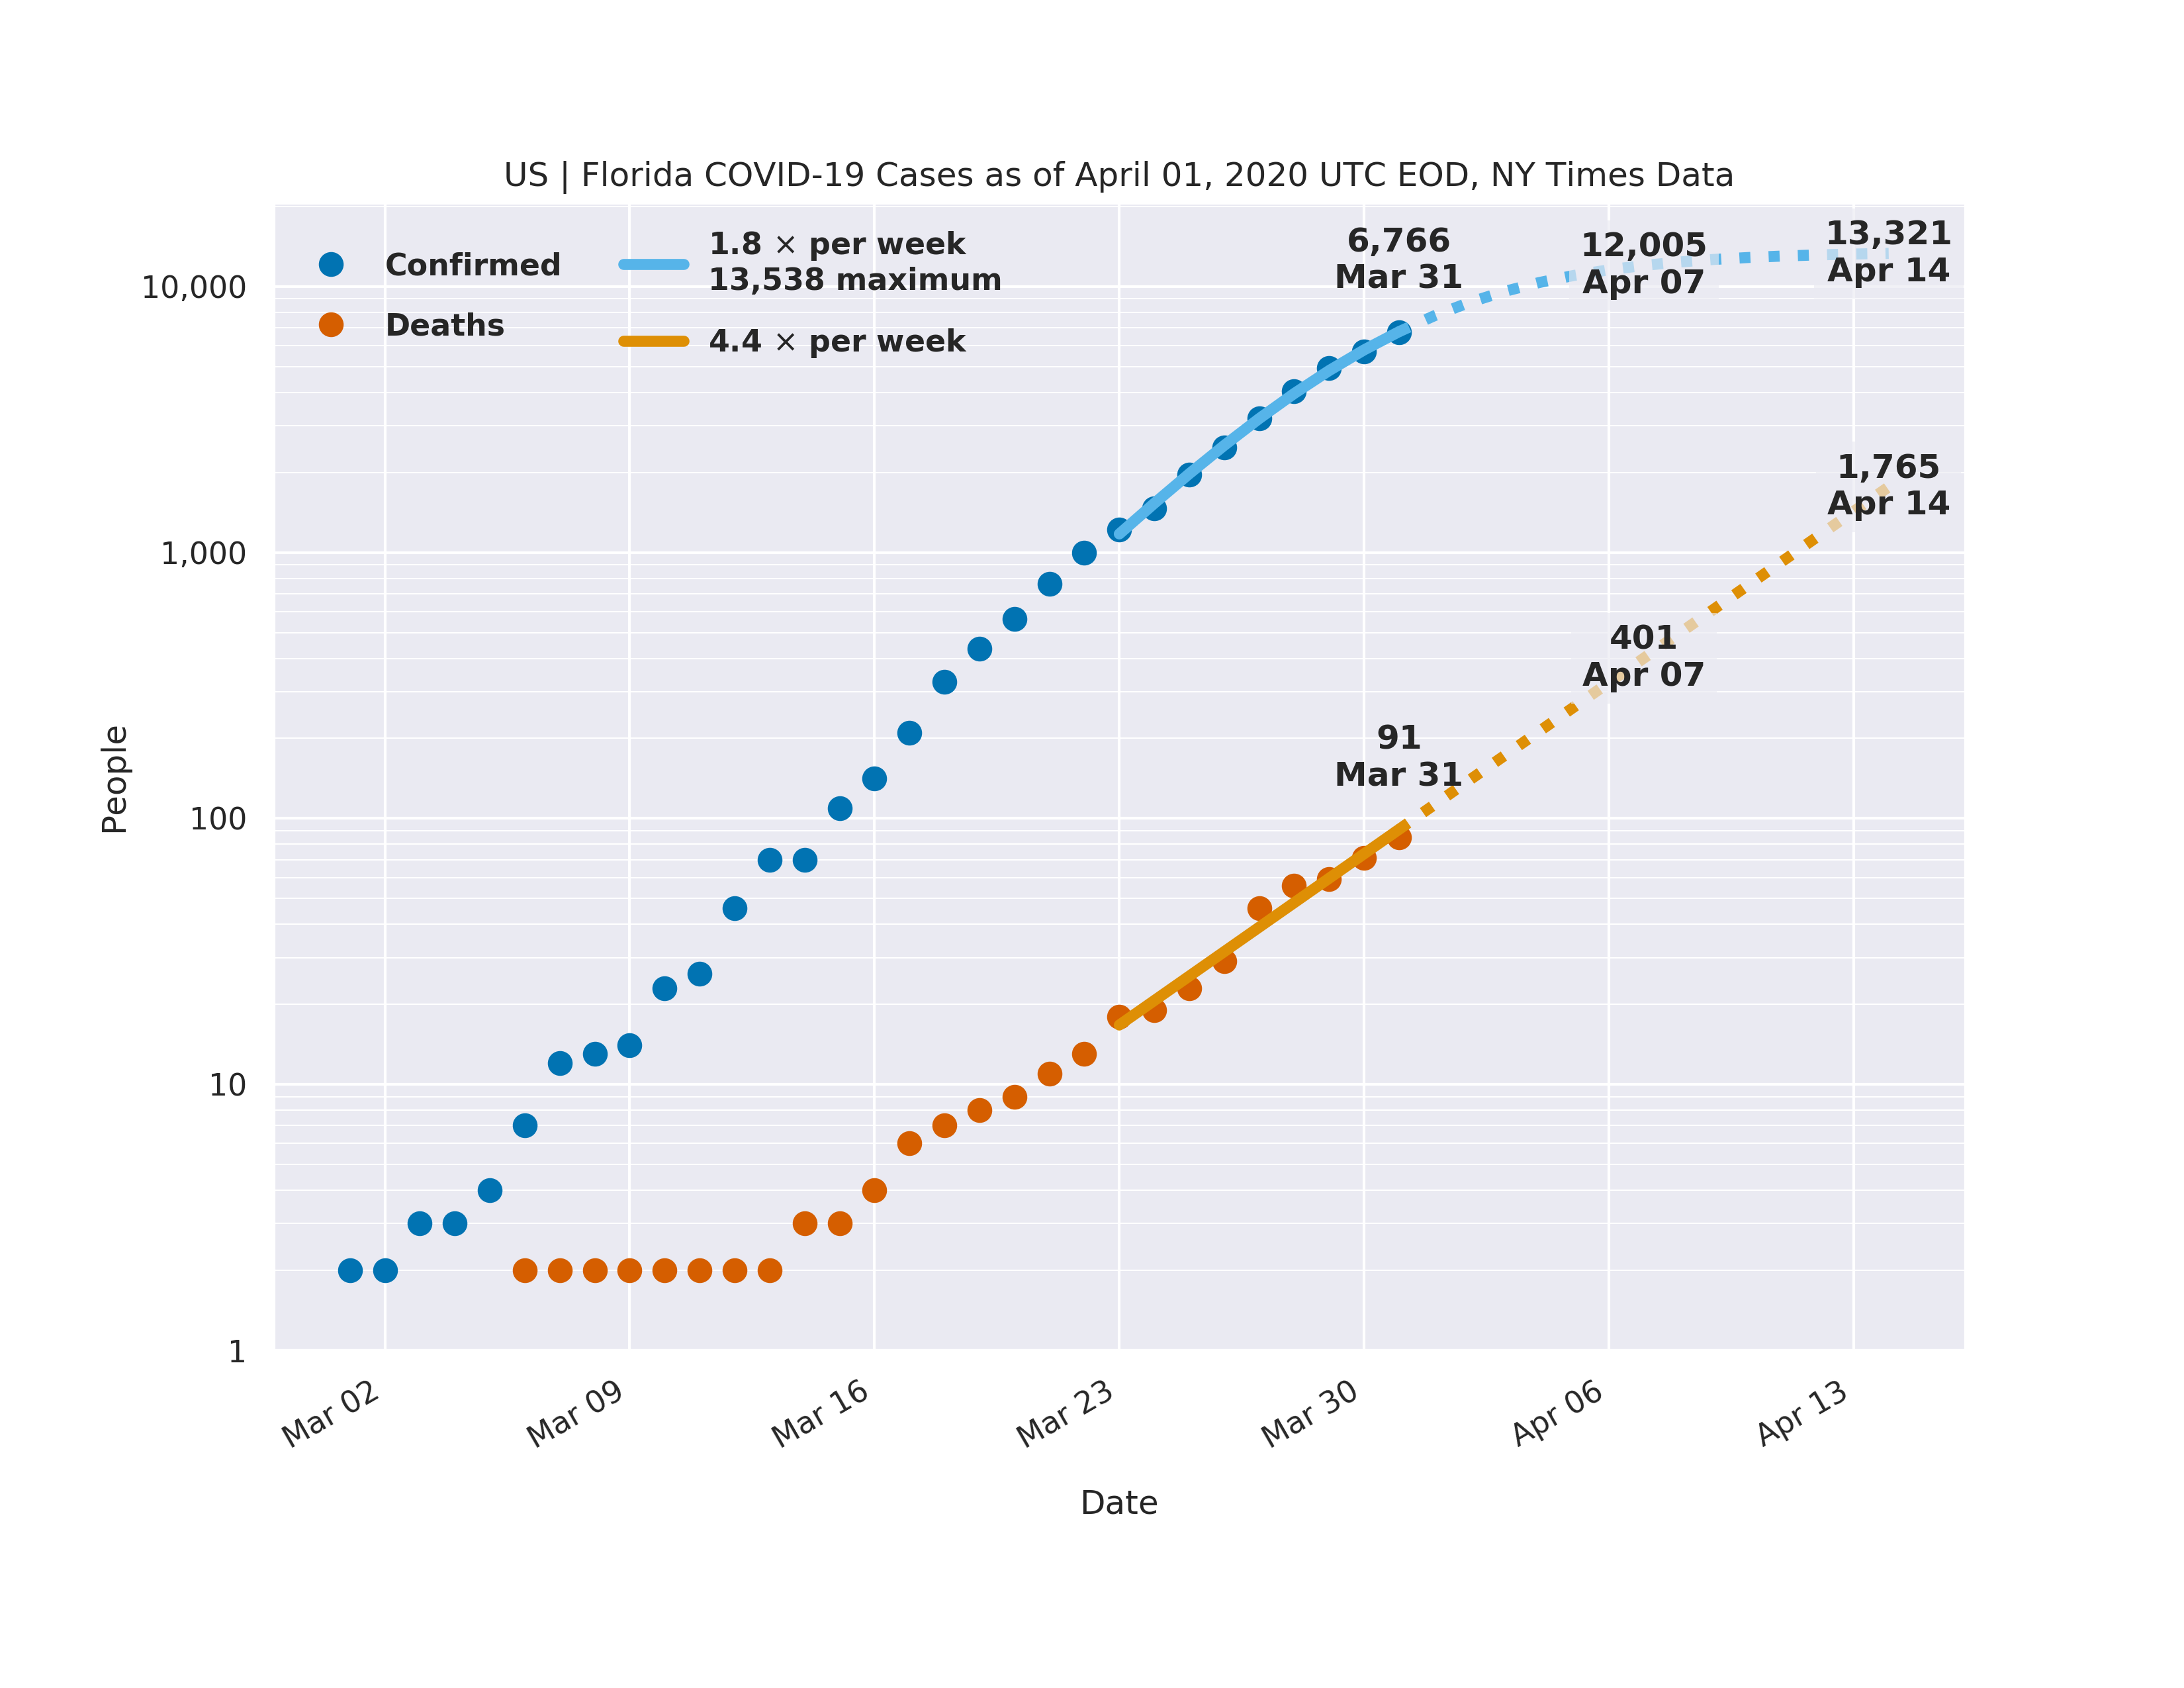 US | Florida COVID-19 Cases as of April 01, 2020 UTC EOD, NY Times Data
Confirmed
Deaths
1.8 × per week
13,538 maximum
4.4 × per week
6,766
Mar 31
12,005
Apr 07
13,321
Apr 14
1,765
Apr 14
401
Apr 07
91
Mar 31
People
10,000
1,000
100
10
1
Mar 02
Mar 09
Mar 16
Mar 23
Mar 30
Apr 06
Apr 13
Date